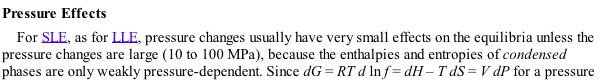 Pressure Effects
For SLE, as for LLE, pressure changes usually have very small effects on the equilibria unless the
pressure changes are large (10 to 100 MPa), because the enthalpies and entropies of condensed
phases are only weakly pressure-dependent. Since dG = RT d ln f = dH – T dS = V dP for a pressure